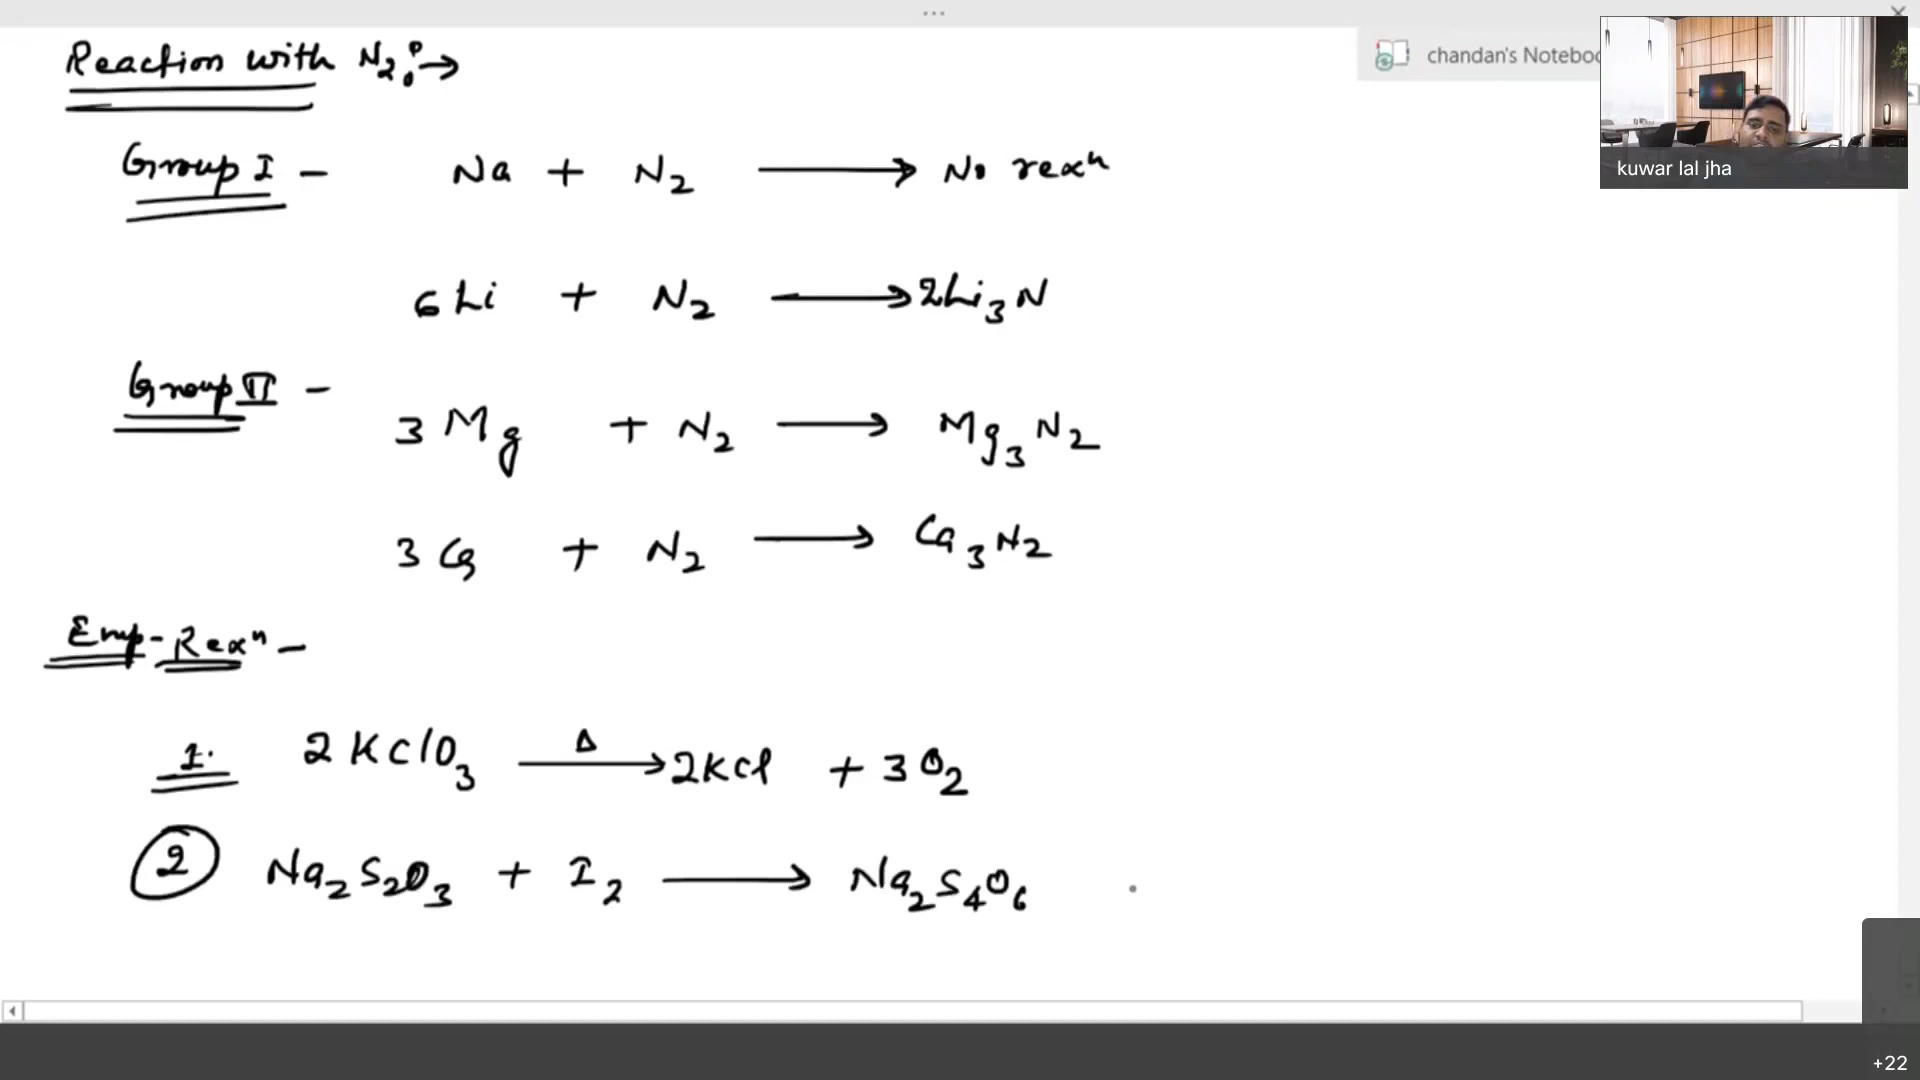 Reaction with N₂:→
chandan's Notebo
kuwar lal jha
Group I – Na + N₂ ⟶ No reaxⁿ
6Li + N₂ ⟶ 2Li₃N
Group II –
3Mg + N₂ ⟶ Mg₃N₂
3Ca + N₂ ⟶ Ca₃N₂
Emp-Reaxⁿ –
1. 2KClO₃ —Δ→ 2KCl + 3O₂
2 Na₂S₂O₃ + I₂ ⟶ Na₂S₄O₆
+22